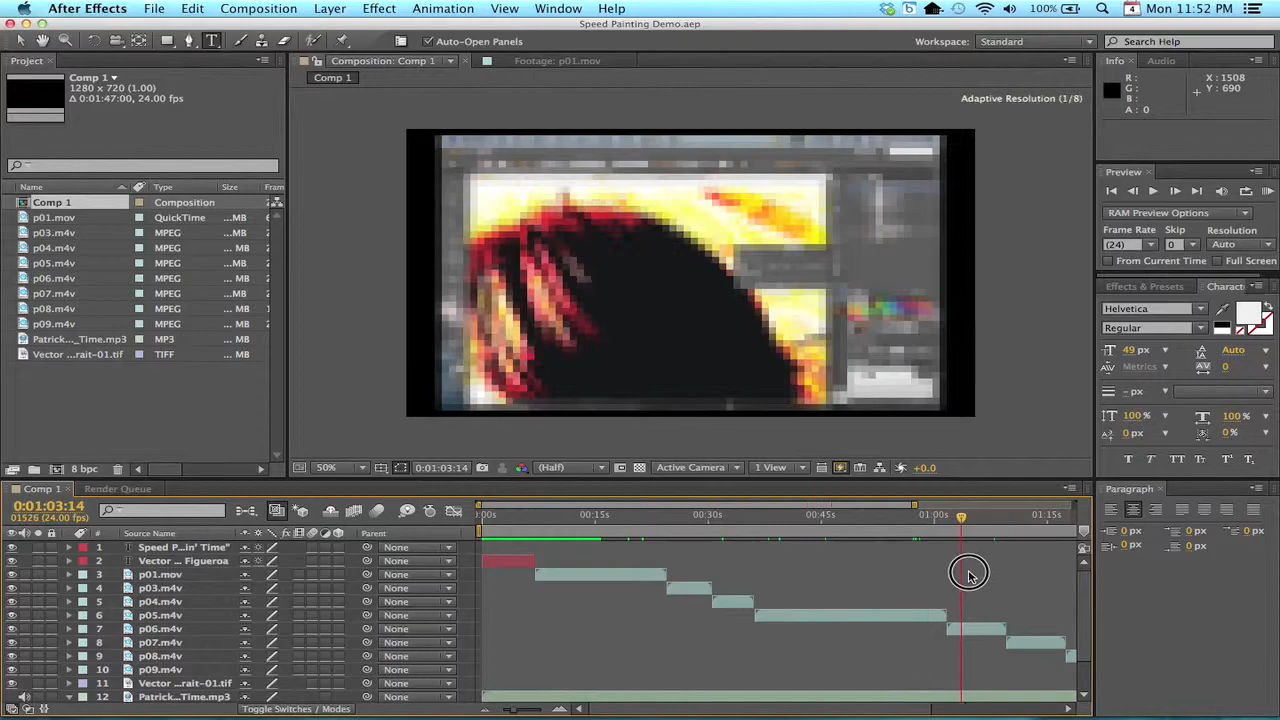 After Effects File Edit Composition Layer Effect Animation View Window Help 100% 4 Mon 11:52 PM
Speed Painting Demo.aep
T Auto-Open Panels Workspace: Standard Search Help
Project Composition: Comp 1 Footage: p01.mov Info Audio
Comp 1
1280 x 720 (1.00)
Δ 0:01:47:00, 24.00 fps
Comp 1
R :
G :
B :
A : 0
X : 1508
Y : 690
Adaptive Resolution (1/8)
Preview
RAM Preview Options
Frame Rate Skip Resolution
(24) 0 Auto
From Current Time Full Screen
Name Type Size Fram
Comp 1 Composition 2
p01.mov QuickTime ...MB 6
p03.m4v MPEG ... MB
p04.m4v MPEG ... MB
p05.m4v MPEG ... MB
p06.m4v MPEG ... MB
p07.m4v MPEG ... MB
p08.m4v MPEG ... MB
p09.m4v MPEG ... MB
Patrick..._Time.mp3 MP3 ... MB
Vector ...rait-01.tif TIFF ... MB
Effects & Presets Charact
Helvetica
Regular
49 px Auto
Metrics 0
- px
100% 100%
0 px 0%
T T TT Tt T¹ T₁
8 bpc
50% 0:01:03:14 (Half) Active Camera 1 View +0.0
Comp 1 Render Queue
0:01:03:14
01526 (24.00 fps)
0:00s 00:15s 00:30s 00:45s 01:00s 01:15s
Source Name Parent
1 T Speed P...in' Time" None
2 T Vector ... Figueroa None
3 p01.mov None
4 p03.m4v None
5 p04.m4v None
6 p05.m4v None
7 p06.m4v None
8 p07.m4v None
9 p08.m4v None
10 p09.m4v None
11 Vector ...rait-01.tif None
12 Patrick...Time.mp3 None
Toggle Switches / Modes
Paragraph
0 px 0 px 0 px
0 px 0 px